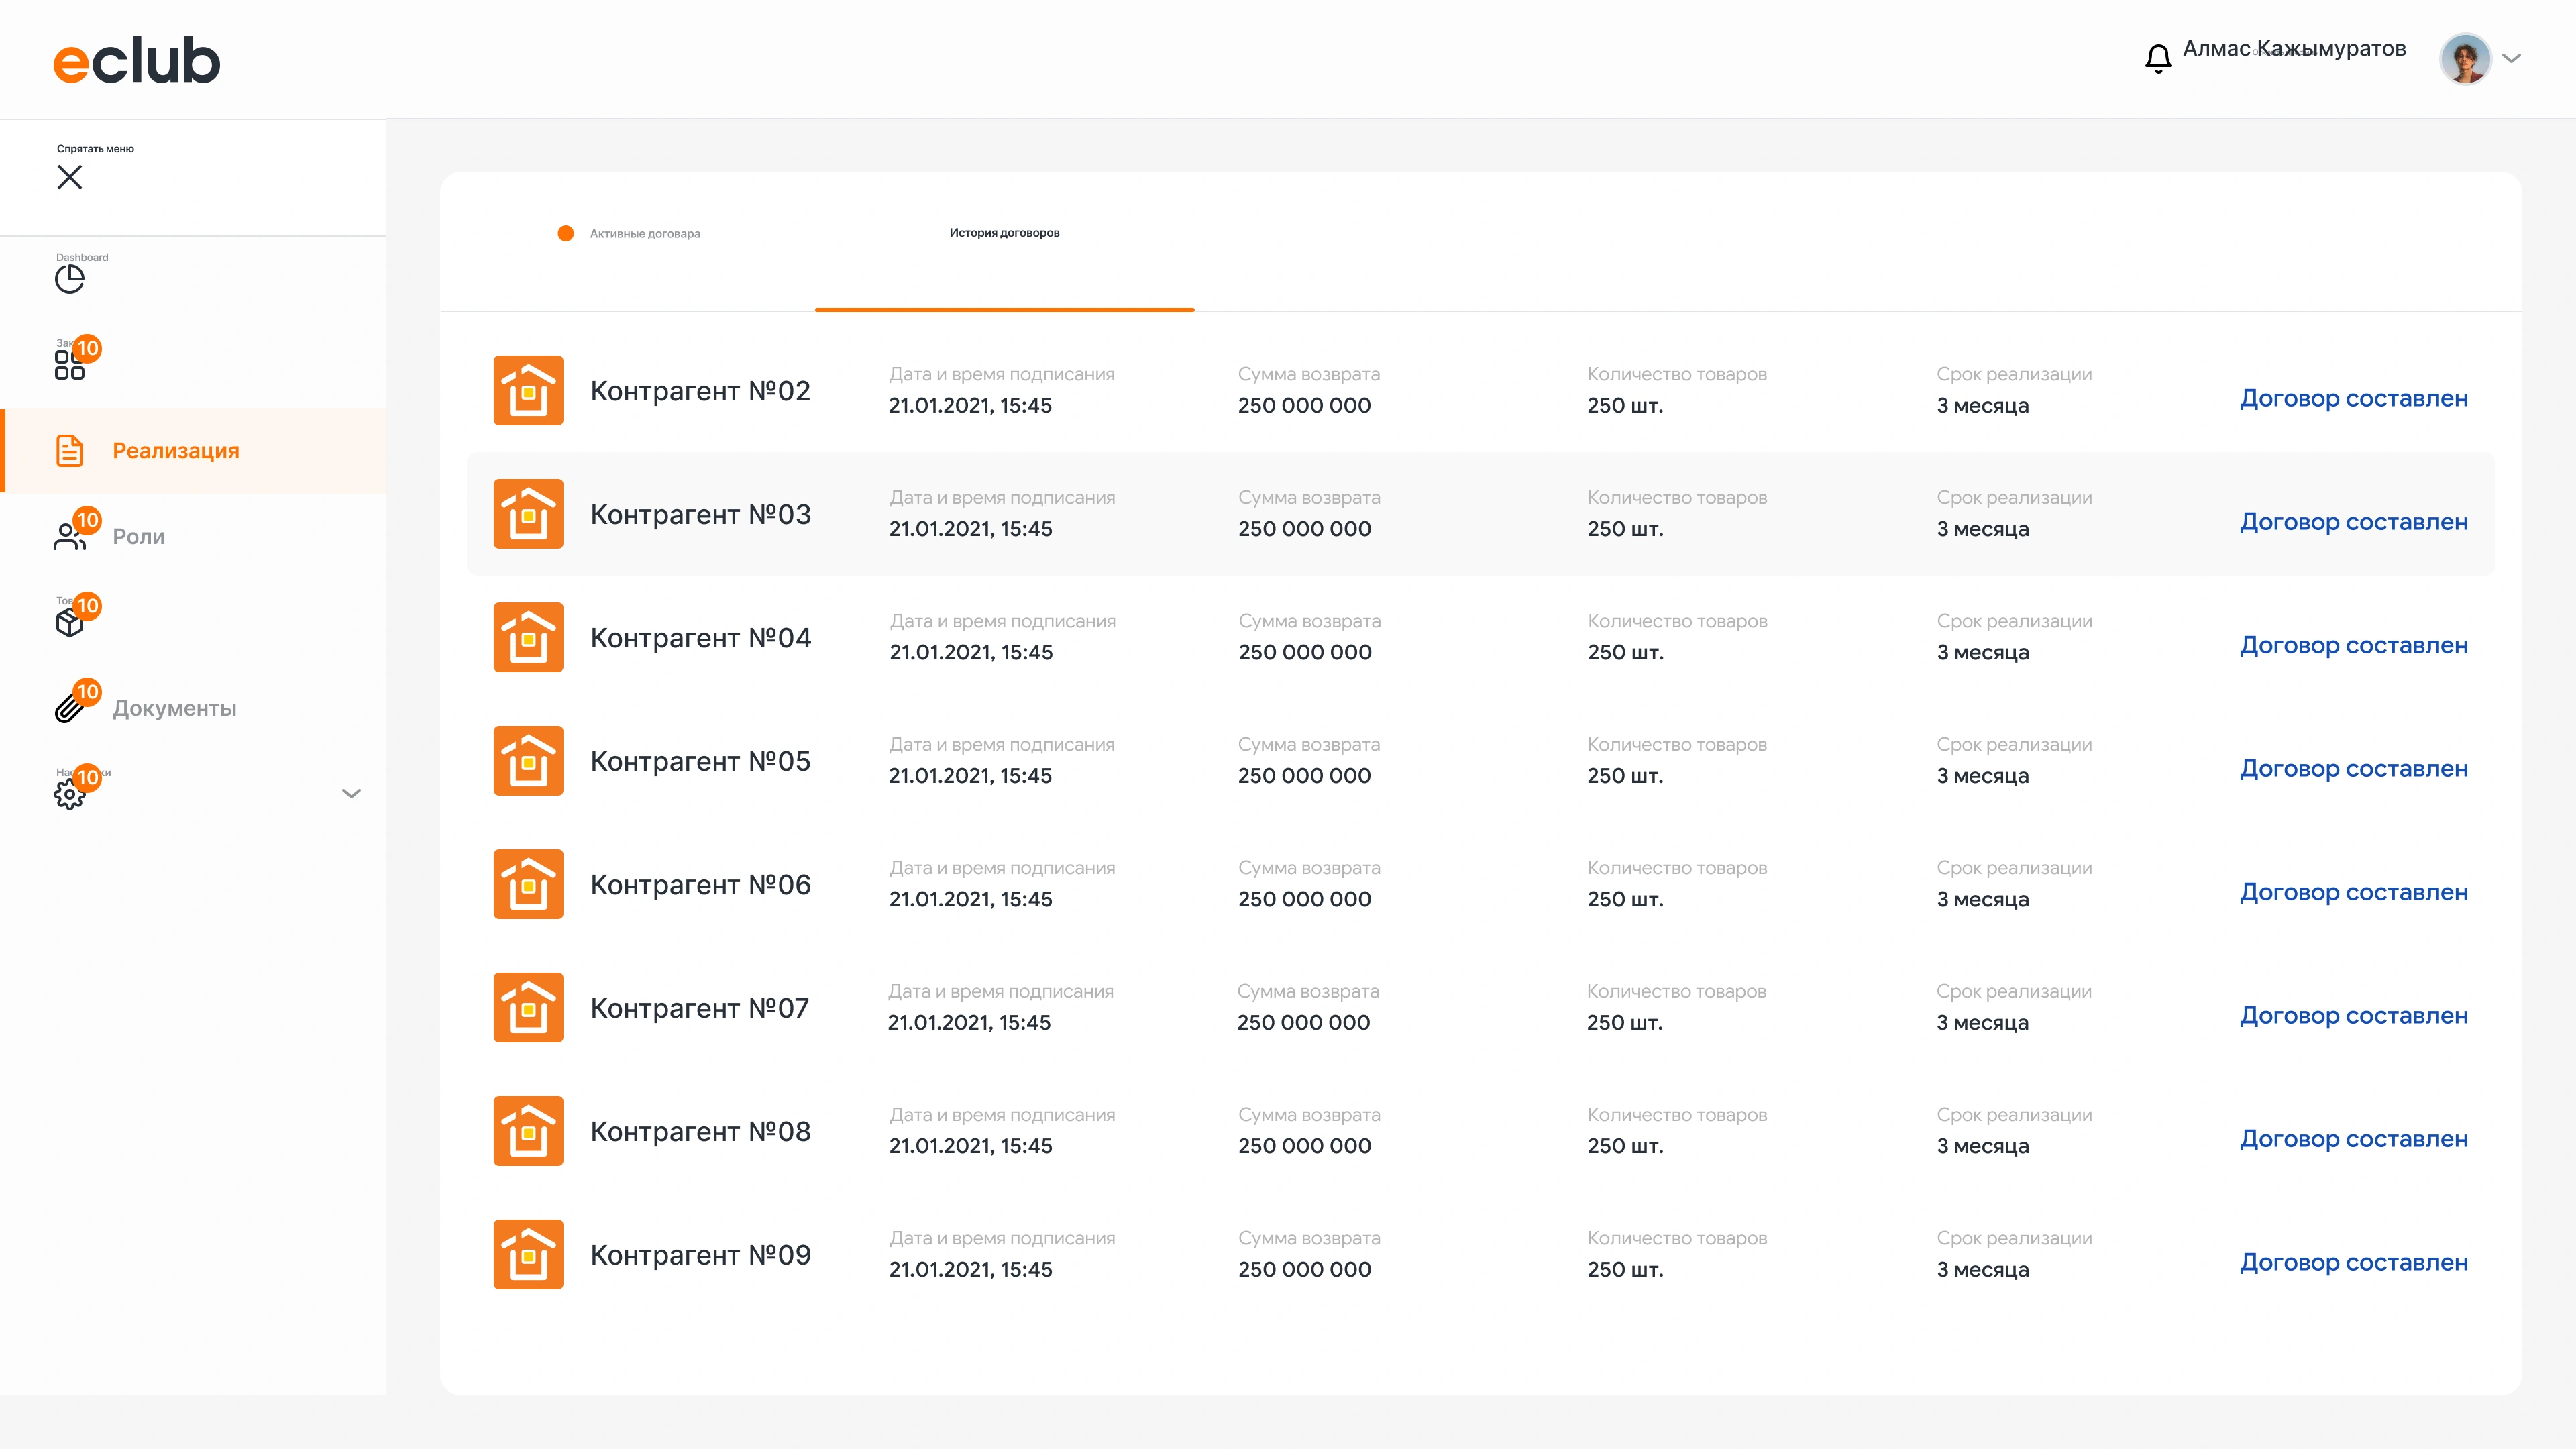 eclub
Алмас Кажымуратов
Спрятать меню
Dashboard
10
Реализация
10
Роли
10
10
Документы
10
Активные договара
История договоров
Контрагент №02
Дата и время подписания
21.01.2021, 15:45
Сумма возврата
250 000 000
Количество товаров
250 шт.
Срок реализации
3 месяца
Договор составлен
Контрагент №03
Дата и время подписания
21.01.2021, 15:45
Сумма возврата
250 000 000
Количество товаров
250 шт.
Срок реализации
3 месяца
Договор составлен
Контрагент №04
Дата и время подписания
21.01.2021, 15:45
Сумма возврата
250 000 000
Количество товаров
250 шт.
Срок реализации
3 месяца
Договор составлен
Контрагент №05
Дата и время подписания
21.01.2021, 15:45
Сумма возврата
250 000 000
Количество товаров
250 шт.
Срок реализации
3 месяца
Договор составлен
Контрагент №06
Дата и время подписания
21.01.2021, 15:45
Сумма возврата
250 000 000
Количество товаров
250 шт.
Срок реализации
3 месяца
Договор составлен
Контрагент №07
Дата и время подписания
21.01.2021, 15:45
Сумма возврата
250 000 000
Количество товаров
250 шт.
Срок реализации
3 месяца
Договор составлен
Контрагент №08
Дата и время подписания
21.01.2021, 15:45
Сумма возврата
250 000 000
Количество товаров
250 шт.
Срок реализации
3 месяца
Договор составлен
Контрагент №09
Дата и время подписания
21.01.2021, 15:45
Сумма возврата
250 000 000
Количество товаров
250 шт.
Срок реализации
3 месяца
Договор составлен